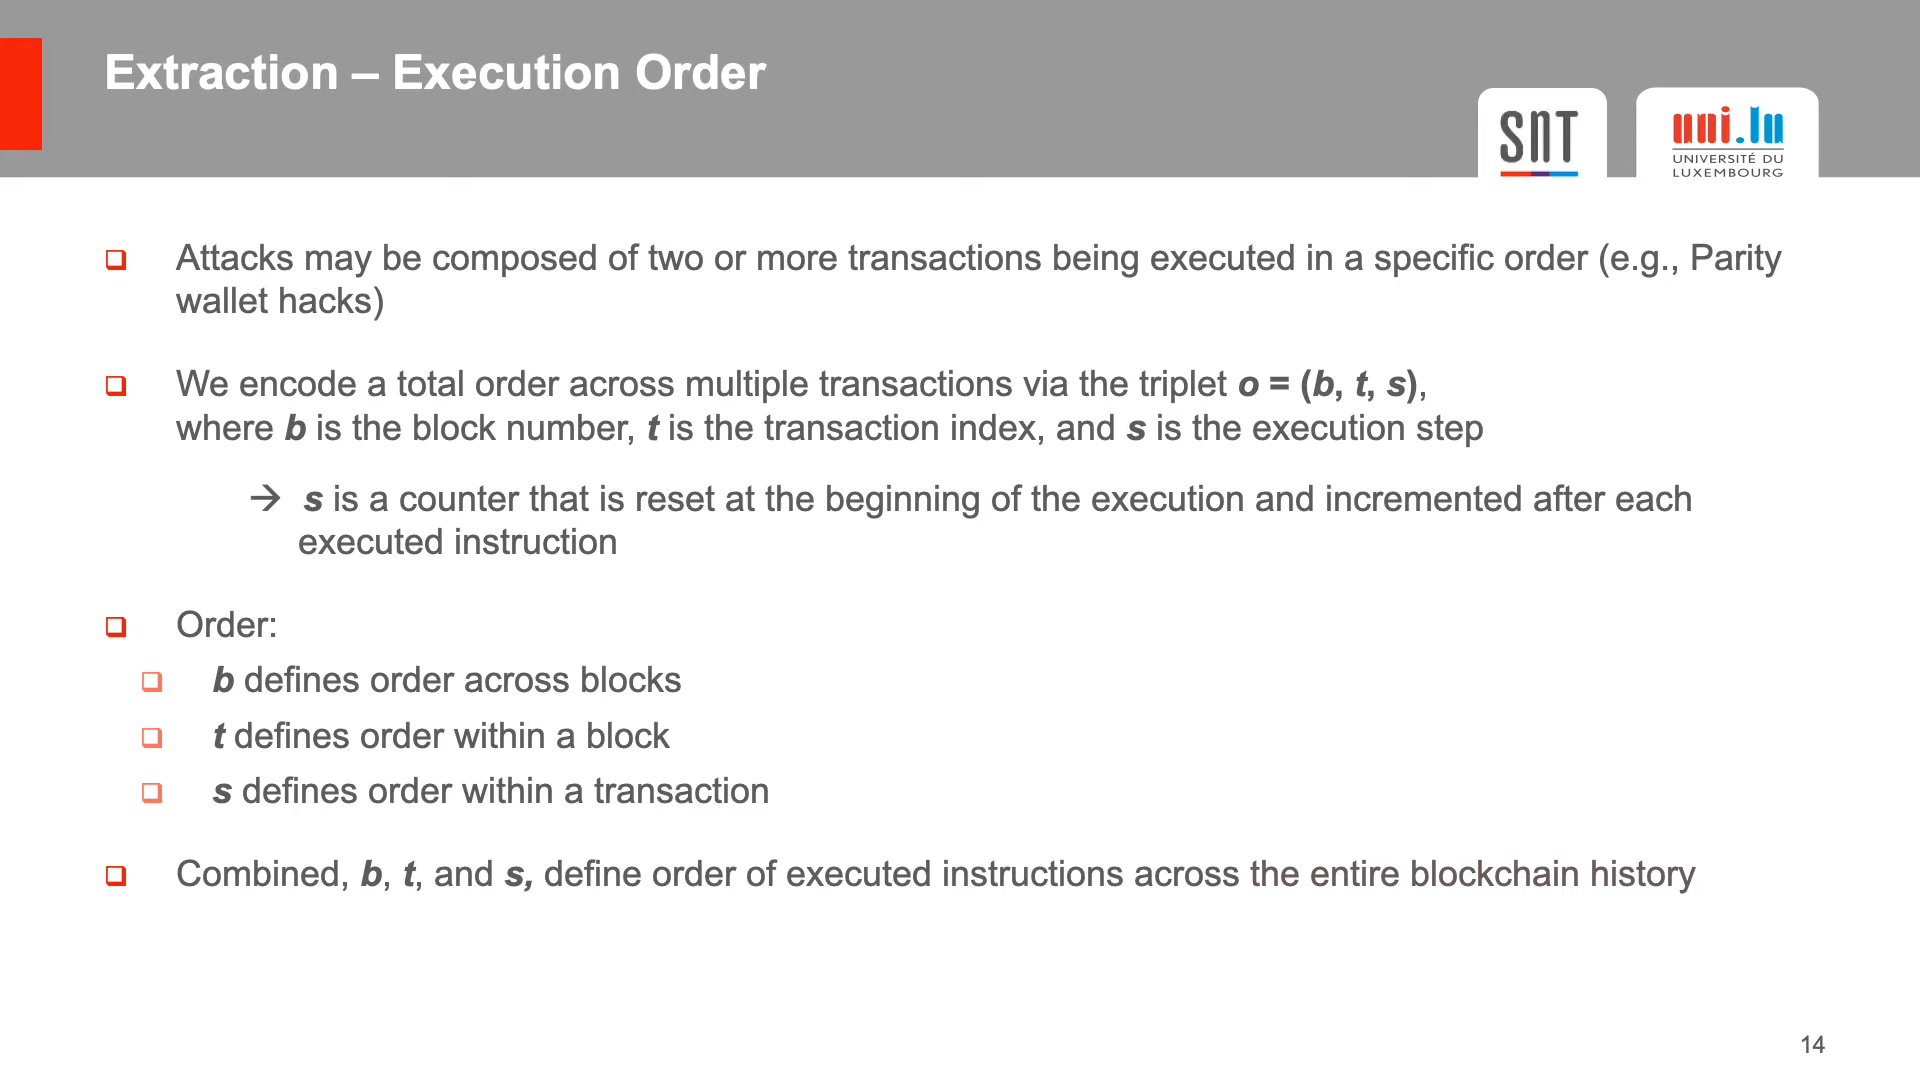 Extraction – Execution Order
SNT
uni.lu
UNIVERSITÉ DU
LUXEMBOURG
Attacks may be composed of two or more transactions being executed in a specific order (e.g., Parity
wallet hacks)
We encode a total order across multiple transactions via the triplet o = (b, t, s),
where b is the block number, t is the transaction index, and s is the execution step
→ s is a counter that is reset at the beginning of the execution and incremented after each
executed instruction
Order:
b defines order across blocks
t defines order within a block
s defines order within a transaction
Combined, b, t, and s, define order of executed instructions across the entire blockchain history
14